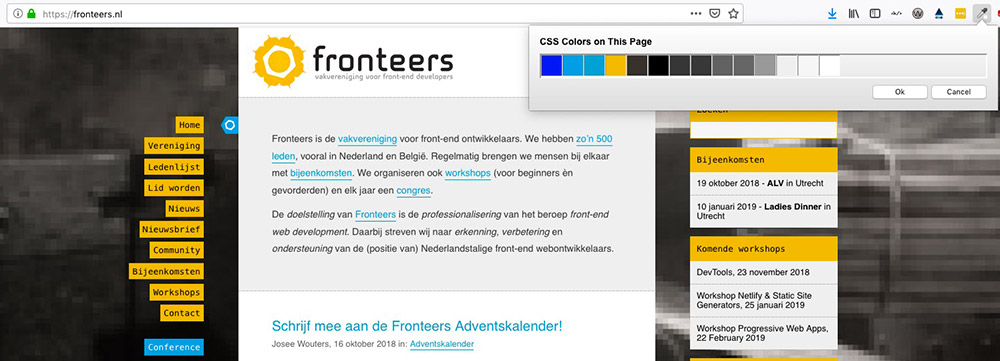 https://fronteers.nl
CSS Colors on This Page
Ok
Cancel
fronteers
vakvereniging voor front-end developers
Home
Vereniging
Ledenlijst
Lid worden
Nieuws
Nieuwsbrief
Community
Bijeenkomsten
Workshops
Contact
Conference
Fronteers is de vakvereniging voor front-end ontwikkelaars. We hebben zo'n 500
leden, vooral in Nederland en België. Regelmatig brengen we mensen bij elkaar
met bijeenkomsten. We organiseren ook workshops (voor beginners èn
gevorderden) en elk jaar een congres.
De doelstelling van Fronteers is de professionalisering van het beroep front-end
web development. Daarbij streven wij naar erkenning, verbetering en
ondersteuning van de (positie van) Nederlandstalige front-end webontwikkelaars.
Schrijf mee aan de Fronteers Adventskalender!
Josee Wouters, 16 oktober 2018 in: Adventskalender
Zoeken
Bijeenkomsten
19 oktober 2018 - ALV in Utrecht
10 januari 2019 - Ladies Dinner in
Utrecht
Komende workshops
DevTools, 23 november 2018
Workshop Netlify & Static Site
Generators, 25 januari 2019
Workshop Progressive Web Apps,
22 februari 2019